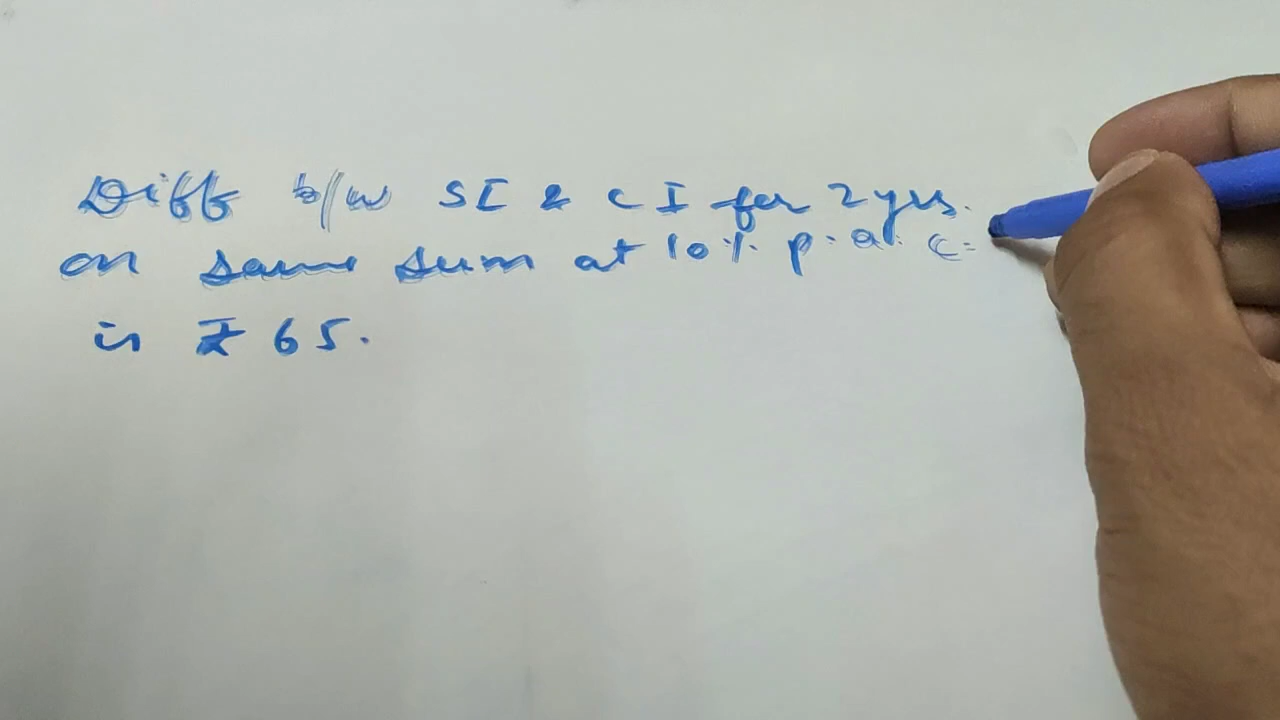 Diff b/w SI & CI for 2 yrs.
on same sum at 10% p.a. C
is ₹ 65.